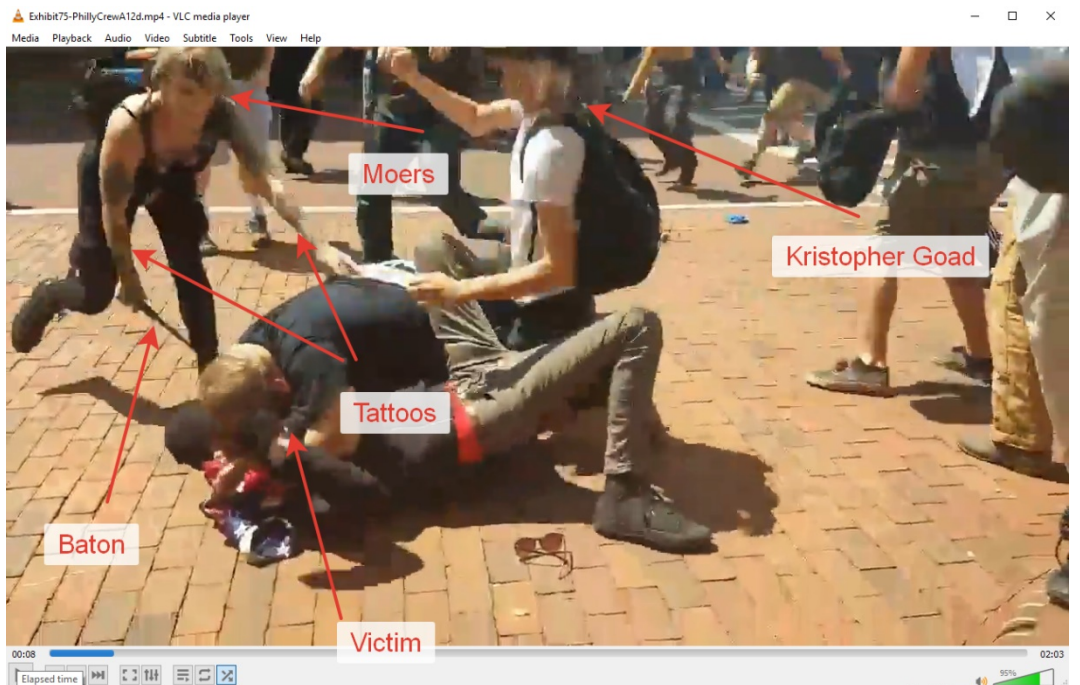 Exhibit75-PhillyCrewA12d.mp4 - VLC media player
Media Playback Audio Video Subtitle Tools View Help
Moers
Kristopher Goad
Tattoos
Baton
Victim
00:08
02:03
Elapsed time
95%